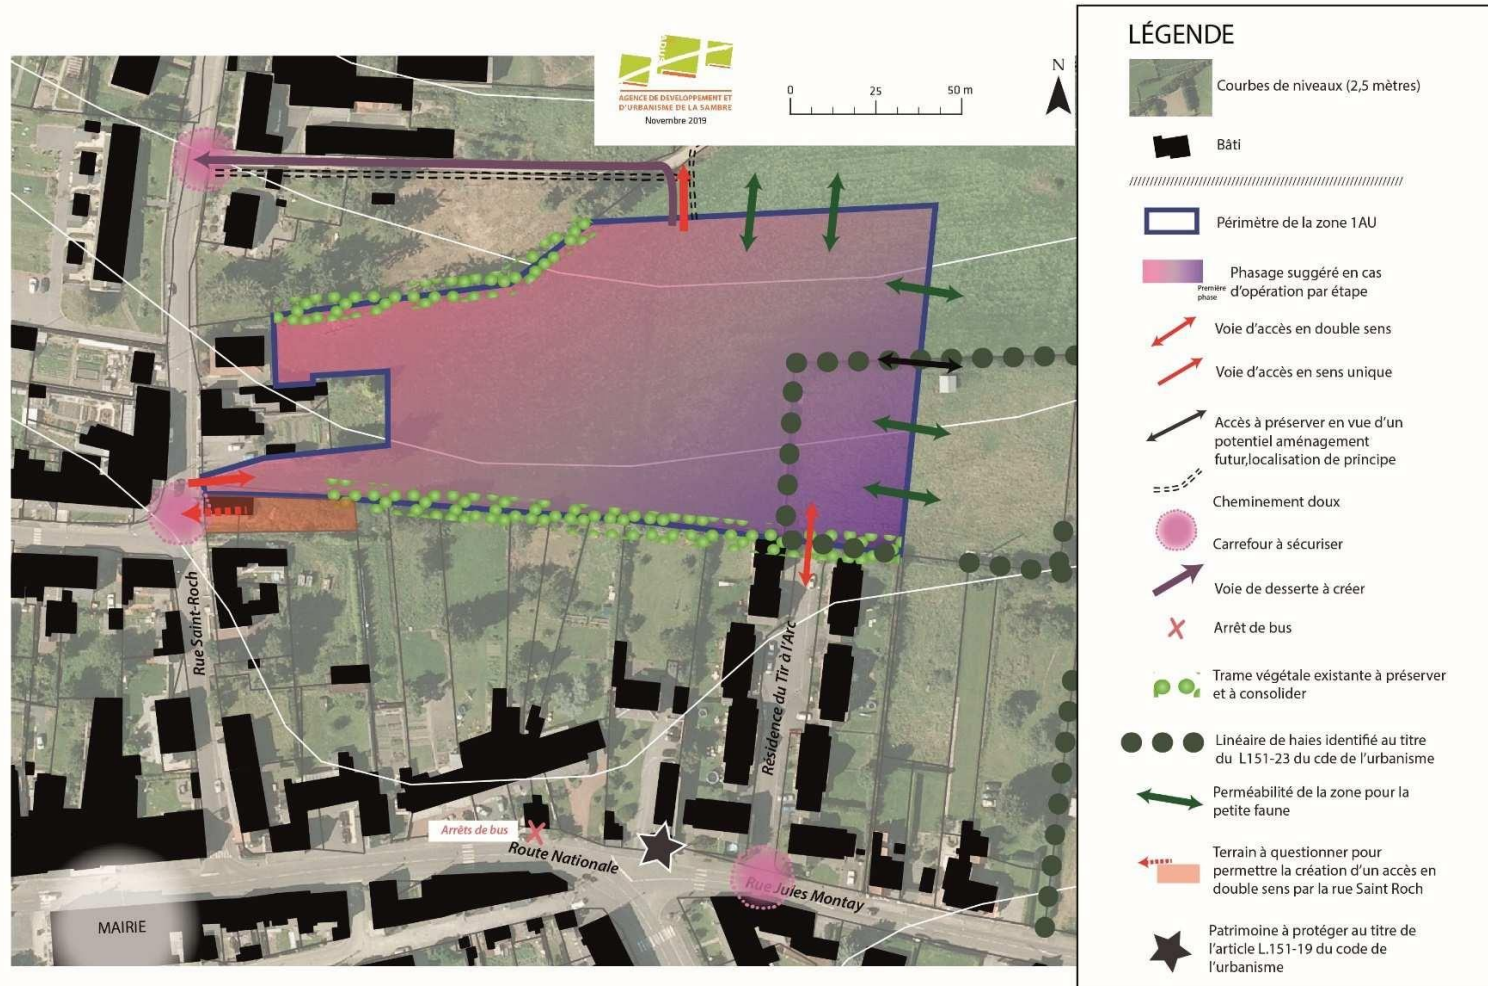 AGENCE DE DÉVELOPPEMENT ET
D'URBANISME DE LA SAMBRE
Novembre 2019
0 25 50 m
N
Rue Saint-Roch
Résidence du Tir à l'Arc
Arrêts de bus
Route Nationale
Rue Jules Montay
MAIRIE
LÉGENDE
Courbes de niveaux (2,5 mètres)
Bâti
Périmètre de la zone 1AU
Première
phase
Phasage suggéré en cas
d'opération par étape
Voie d'accès en double sens
Voie d'accès en sens unique
Accès à préserver en vue d'un
potentiel aménagement
futur,localisation de principe
Cheminement doux
Carrefour à sécuriser
Voie de desserte à créer
Arrêt de bus
Trame végétale existante à préserver
et à consolider
Linéaire de haies identifié au titre
du L151-23 du cde de l'urbanisme
Perméabilité de la zone pour la
petite faune
Terrain à questionner pour
permettre la création d'un accès en
double sens par la rue Saint Roch
Patrimoine à protéger au titre de
l'article L.151-19 du code de
l'urbanisme